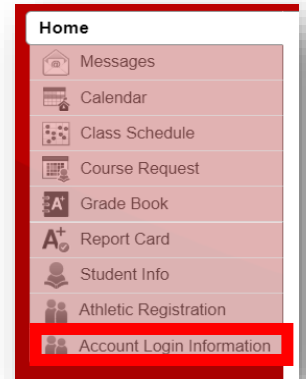 Home
Messages
Calendar
Class Schedule
Course Request
Grade Book
Report Card
Student Info
Athletic Registration
Account Login Information